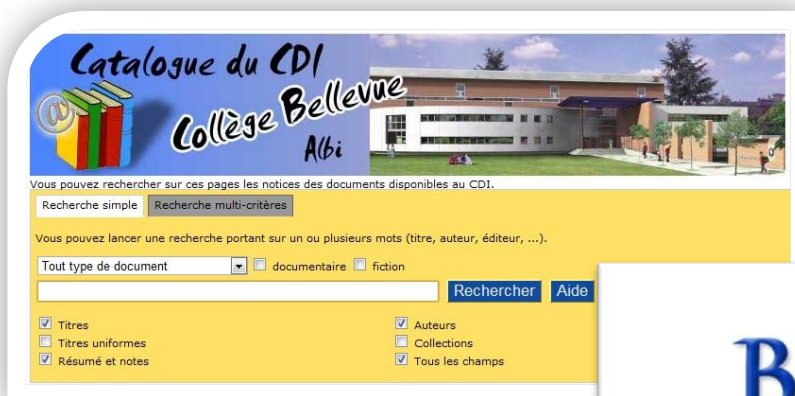 Catalogue du CDI
Collège Bellevue
Albi
Vous pouvez rechercher sur ces pages les notices des documents disponibles au CDI.
Recherche simple Recherche multi-critères
Vous pouvez lancer une recherche portant sur un ou plusieurs mots (titre, auteur, éditeur, ...).
Tout type de document documentaire fiction
Rechercher Aide
Titres Auteurs
Titres uniformes Collections
Résumé et notes Tous les champs
B